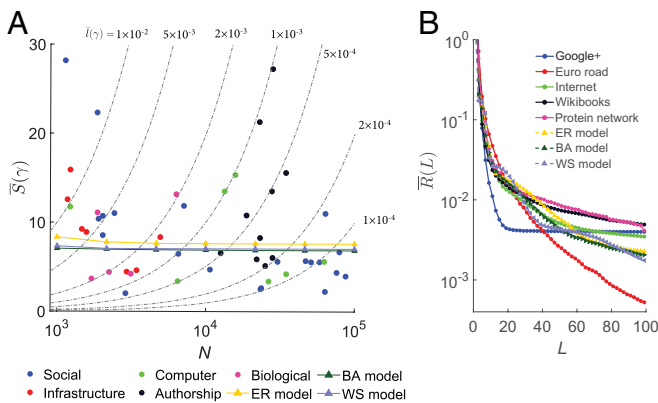 A
B
l̄(γ) = 1×10⁻²
5×10⁻³
2×10⁻³
1×10⁻³
5×10⁻⁴
2×10⁻⁴
1×10⁻⁴
30
20
10
0
S̄(γ)
10³
10⁴
10⁵
N
Social
Computer
Biological
BA model
Infrastructure
Authorship
ER model
WS model
10⁰
10⁻¹
10⁻²
10⁻³
R̄(L)
Google+
Euro road
Internet
Wikibooks
Protein network
ER model
BA model
WS model
0
20
40
60
80
100
L